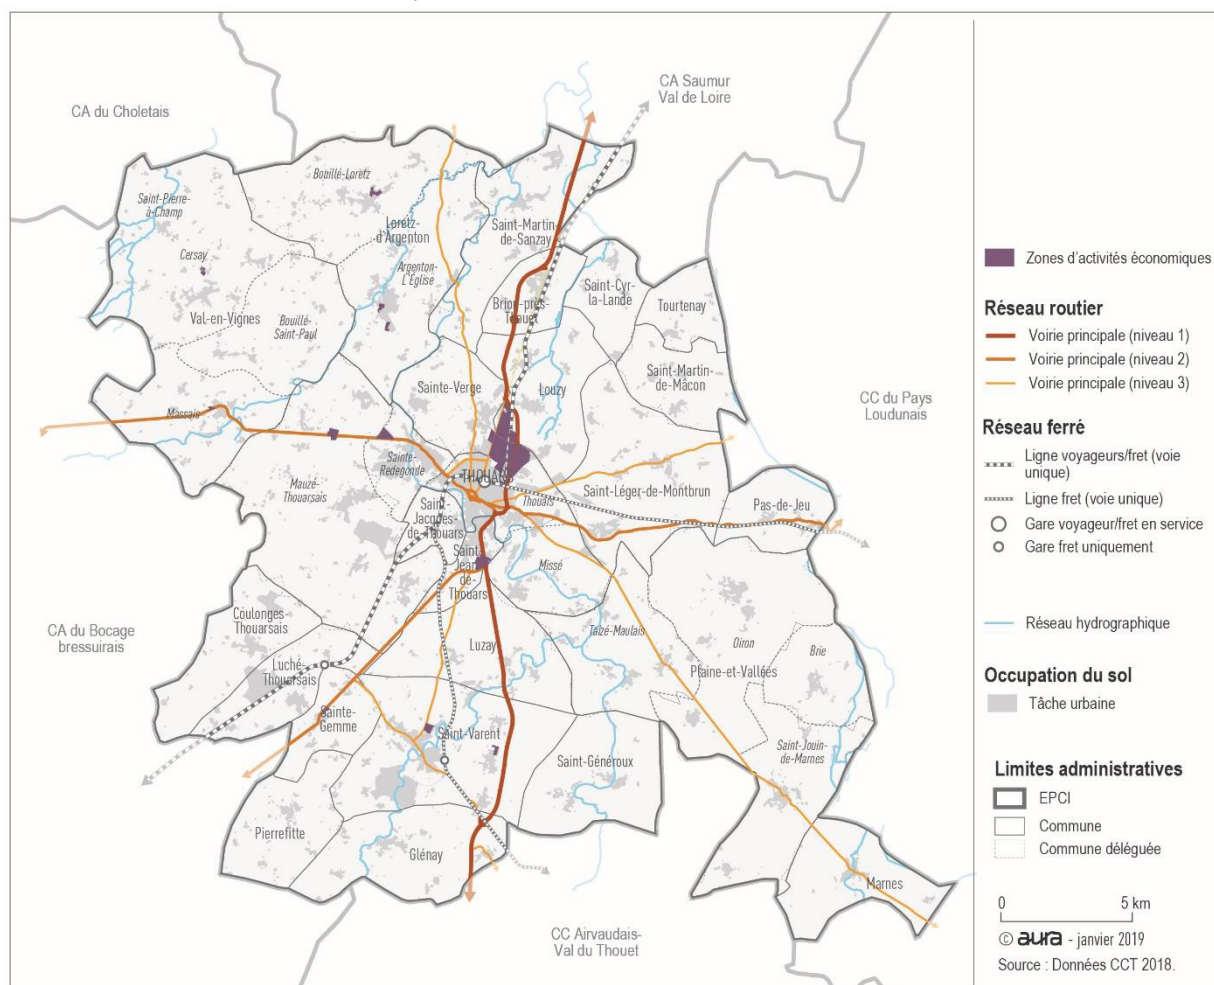 CA Saumur
Val de Loire
CA du Choletais
Bouillé-Loretz
Saint-Pierre-
à-Champ
Loretz-
d'Argenton
Saint-Martin-
de-Sanzay
Cersay
Argenton-
L'Église
Saint-Cyr-
la-Lande
Brion-près-
Thouet
Tourtenay
Val-en-Vignes
Bouillé-
Saint-Paul
Sainte-Verge
Louzy
Saint-Martin-
de-Mâcon
CC du Pays
Loudunais
Massais
Sainte-
Radegonde
THOUARS
Mauzé-
Thouarsais
Thouars
Saint-Léger-de-Montbrun
Pas-de-Jeu
Saint-
Jacques-
de-Thouars
Saint-
Jean-
de-
Thouars
Missé
Coulonges-
Thouarsais
CA du Bocage
bressuirais
Luzay
Taizé-Maulais
Oiron
Brie
Luché-
Thouarsais
Plaine-et-Vallées
Sainte-
Gemme
Saint-Varent
Saint-Généroux
Saint-Jouin-
de-Marnes
Pierrefitte
Glénay
Marnes
CC Airvaudais-
Val du Thouet
Zones d'activités économiques
Réseau routier
Voirie principale (niveau 1)
Voirie principale (niveau 2)
Voirie principale (niveau 3)
Réseau ferré
Ligne voyageurs/fret (voie
unique)
Ligne fret (voie unique)
Gare voyageur/fret en service
Gare fret uniquement
Réseau hydrographique
Occupation du sol
Tâche urbaine
Limites administratives
EPCI
Commune
Commune déléguée
0 5 km
© aura - janvier 2019
Source : Données CCT 2018.